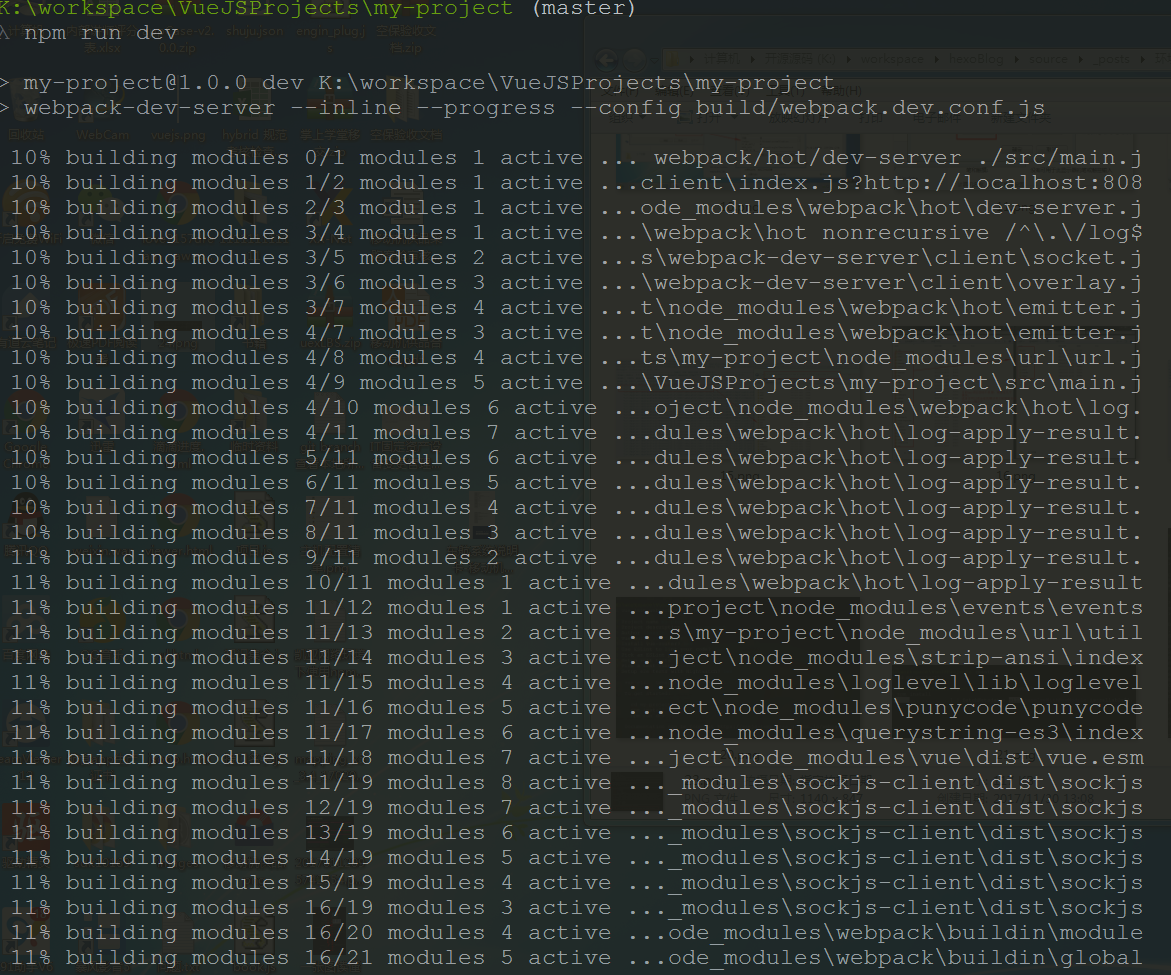 K:\workspace\VueJSProjects\my-project (master)
λ npm run dev
> my-project@1.0.0 dev K:\workspace\VueJSProjects\my-project
> webpack-dev-server --inline --progress --config build/webpack.dev.conf.js
10% building modules 0/1 modules 1 active ... webpack/hot/dev-server ./src/main.j
10% building modules 1/2 modules 1 active ...client\index.js?http://localhost:808
10% building modules 2/3 modules 1 active ...ode_modules\webpack\hot\dev-server.j
10% building modules 3/4 modules 1 active ...\webpack\hot nonrecursive /^\.\/log$
10% building modules 3/5 modules 2 active ...s\webpack-dev-server\client\socket.j
10% building modules 3/6 modules 3 active ...\webpack-dev-server\client\overlay.j
10% building modules 3/7 modules 4 active ...t\node_modules\webpack\hot\emitter.j
10% building modules 4/7 modules 3 active ...t\node_modules\webpack\hot\emitter.j
10% building modules 4/8 modules 4 active ...ts\my-project\node_modules\url\url.j
10% building modules 4/9 modules 5 active ...\VueJSProjects\my-project\src\main.j
10% building modules 4/10 modules 6 active ...oject\node_modules\webpack\hot\log.
10% building modules 4/11 modules 7 active ...dules\webpack\hot\log-apply-result.
10% building modules 5/11 modules 6 active ...dules\webpack\hot\log-apply-result.
10% building modules 6/11 modules 5 active ...dules\webpack\hot\log-apply-result.
10% building modules 7/11 modules 4 active ...dules\webpack\hot\log-apply-result.
10% building modules 8/11 modules 3 active ...dules\webpack\hot\log-apply-result.
11% building modules 9/11 modules 2 active ...dules\webpack\hot\log-apply-result.
11% building modules 10/11 modules 1 active ...dules\webpack\hot\log-apply-result
11% building modules 11/12 modules 1 active ...project\node_modules\events\events
11% building modules 11/13 modules 2 active ...s\my-project\node_modules\url\util
11% building modules 11/14 modules 3 active ...ject\node_modules\strip-ansi\index
11% building modules 11/15 modules 4 active ...node_modules\loglevel\lib\loglevel
11% building modules 11/16 modules 5 active ...ect\node_modules\punycode\punycode
11% building modules 11/17 modules 6 active ...node_modules\querystring-es3\index
11% building modules 11/18 modules 7 active ...ject\node_modules\vue\dist\vue.esm
11% building modules 11/19 modules 8 active ..._modules\sockjs-client\dist\sockjs
11% building modules 12/19 modules 7 active ..._modules\sockjs-client\dist\sockjs
11% building modules 13/19 modules 6 active ..._modules\sockjs-client\dist\sockjs
11% building modules 14/19 modules 5 active ..._modules\sockjs-client\dist\sockjs
11% building modules 15/19 modules 4 active ..._modules\sockjs-client\dist\sockjs
11% building modules 16/19 modules 3 active ..._modules\sockjs-client\dist\sockjs
11% building modules 16/20 modules 4 active ...ode_modules\webpack\buildin\module
11% building modules 16/21 modules 5 active ...ode_modules\webpack\buildin\global